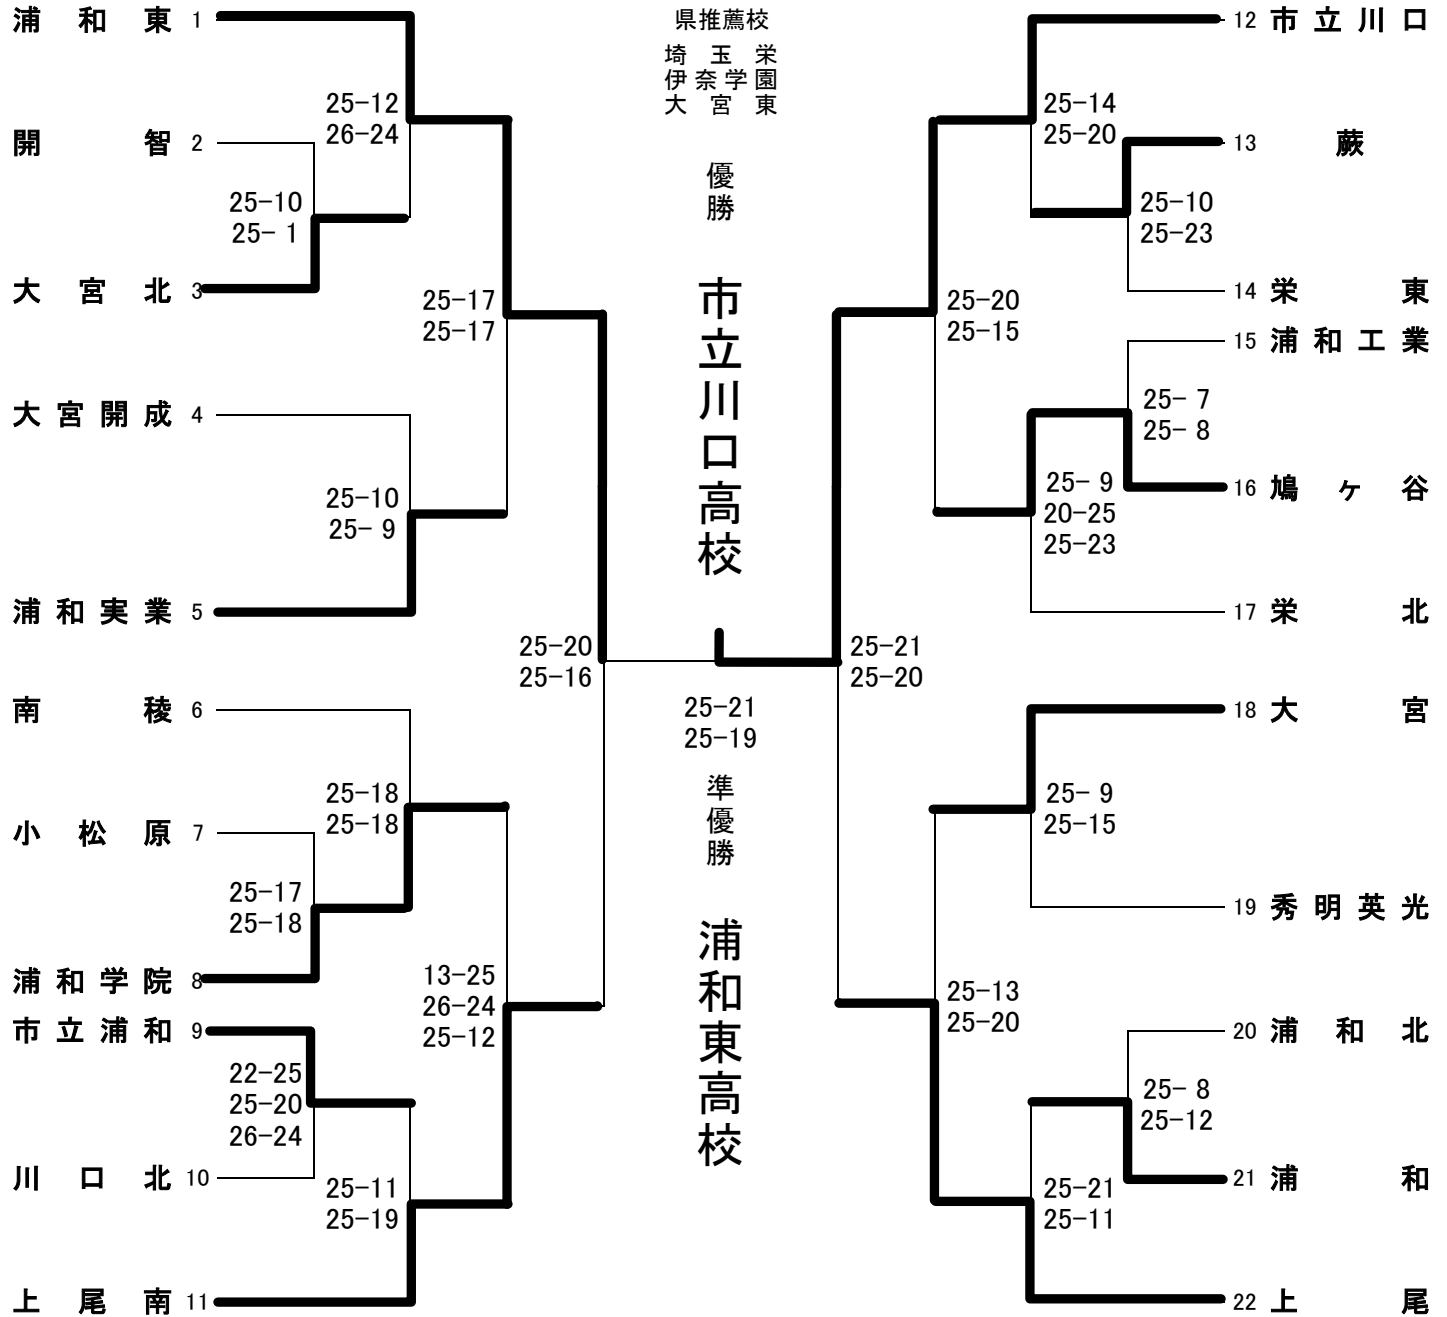 県推薦校
埼玉栄
伊奈学園
大宮東
優勝
市立川口高校
25-21
25-19
準優勝
浦和東高校
浦和東 1
25-12
26-24
開智 2
25-10
25- 1
大宮北 3
25-17
25-17
大宮開成 4
25-10
25- 9
浦和実業 5
25-20
25-16
南稜 6
25-18
25-18
小松原 7
25-17
25-18
浦和学院 8
13-25
26-24
25-12
市立浦和 9
22-25
25-20
26-24
川口北 10
25-11
25-19
上尾南 11
12 市立川口
25-14
25-20
13 蕨
25-10
25-23
14 栄東
25-20
25-15
15 浦和工業
25- 7
25- 8
16 鳩ヶ谷
25- 9
20-25
25-23
17 栄北
25-21
25-20
18 大宮
25- 9
25-15
19 秀明英光
25-13
25-20
20 浦和北
25- 8
25-12
21 浦和
25-21
25-11
22 上尾